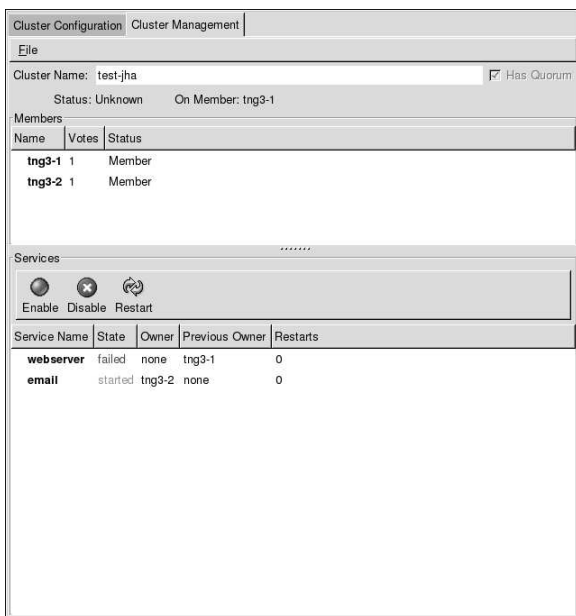 Cluster Configuration Cluster Management
File
Cluster Name: test-jha Has Quorum
Status: Unknown On Member: tng3-1
Members
Name Votes Status
tng3-1 1 Member
tng3-2 1 Member
Services
Enable Disable Restart
Service Name State Owner Previous Owner Restarts
webserver failed none tng3-1 0
email started tng3-2 none 0